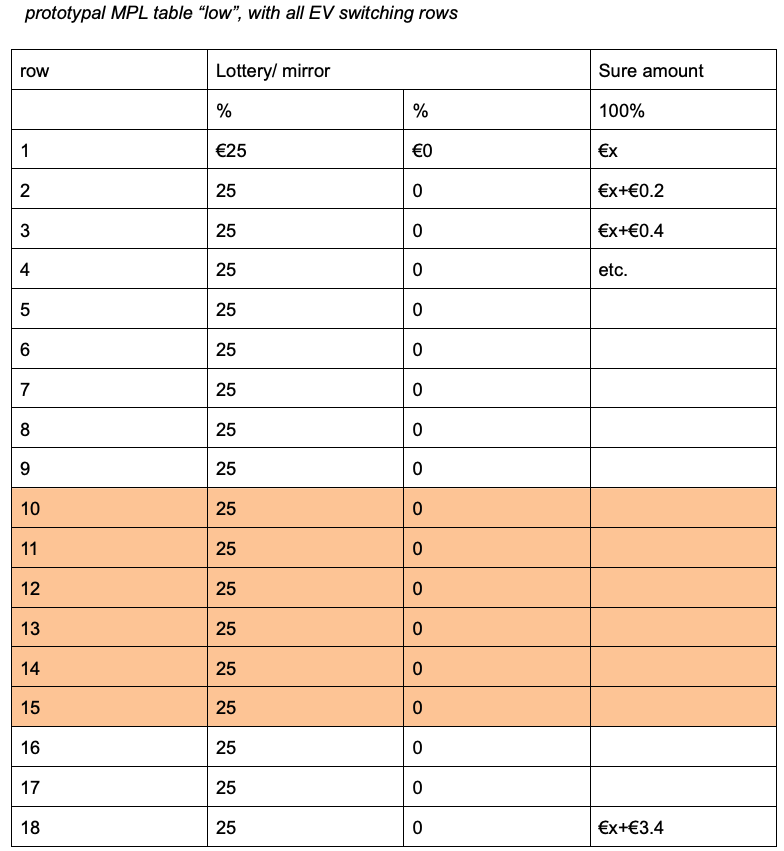 prototypal MPL table “low”, with all EV switching rows
row Lottery/ mirror Sure amount
% % 100%
1 €25 €0 €x
2 25 0 €x+€0.2
3 25 0 €x+€0.4
4 25 0 etc.
5 25 0
6 25 0
7 25 0
8 25 0
9 25 0
10 25 0
11 25 0
12 25 0
13 25 0
14 25 0
15 25 0
16 25 0
17 25 0
18 25 0 €x+€3.4